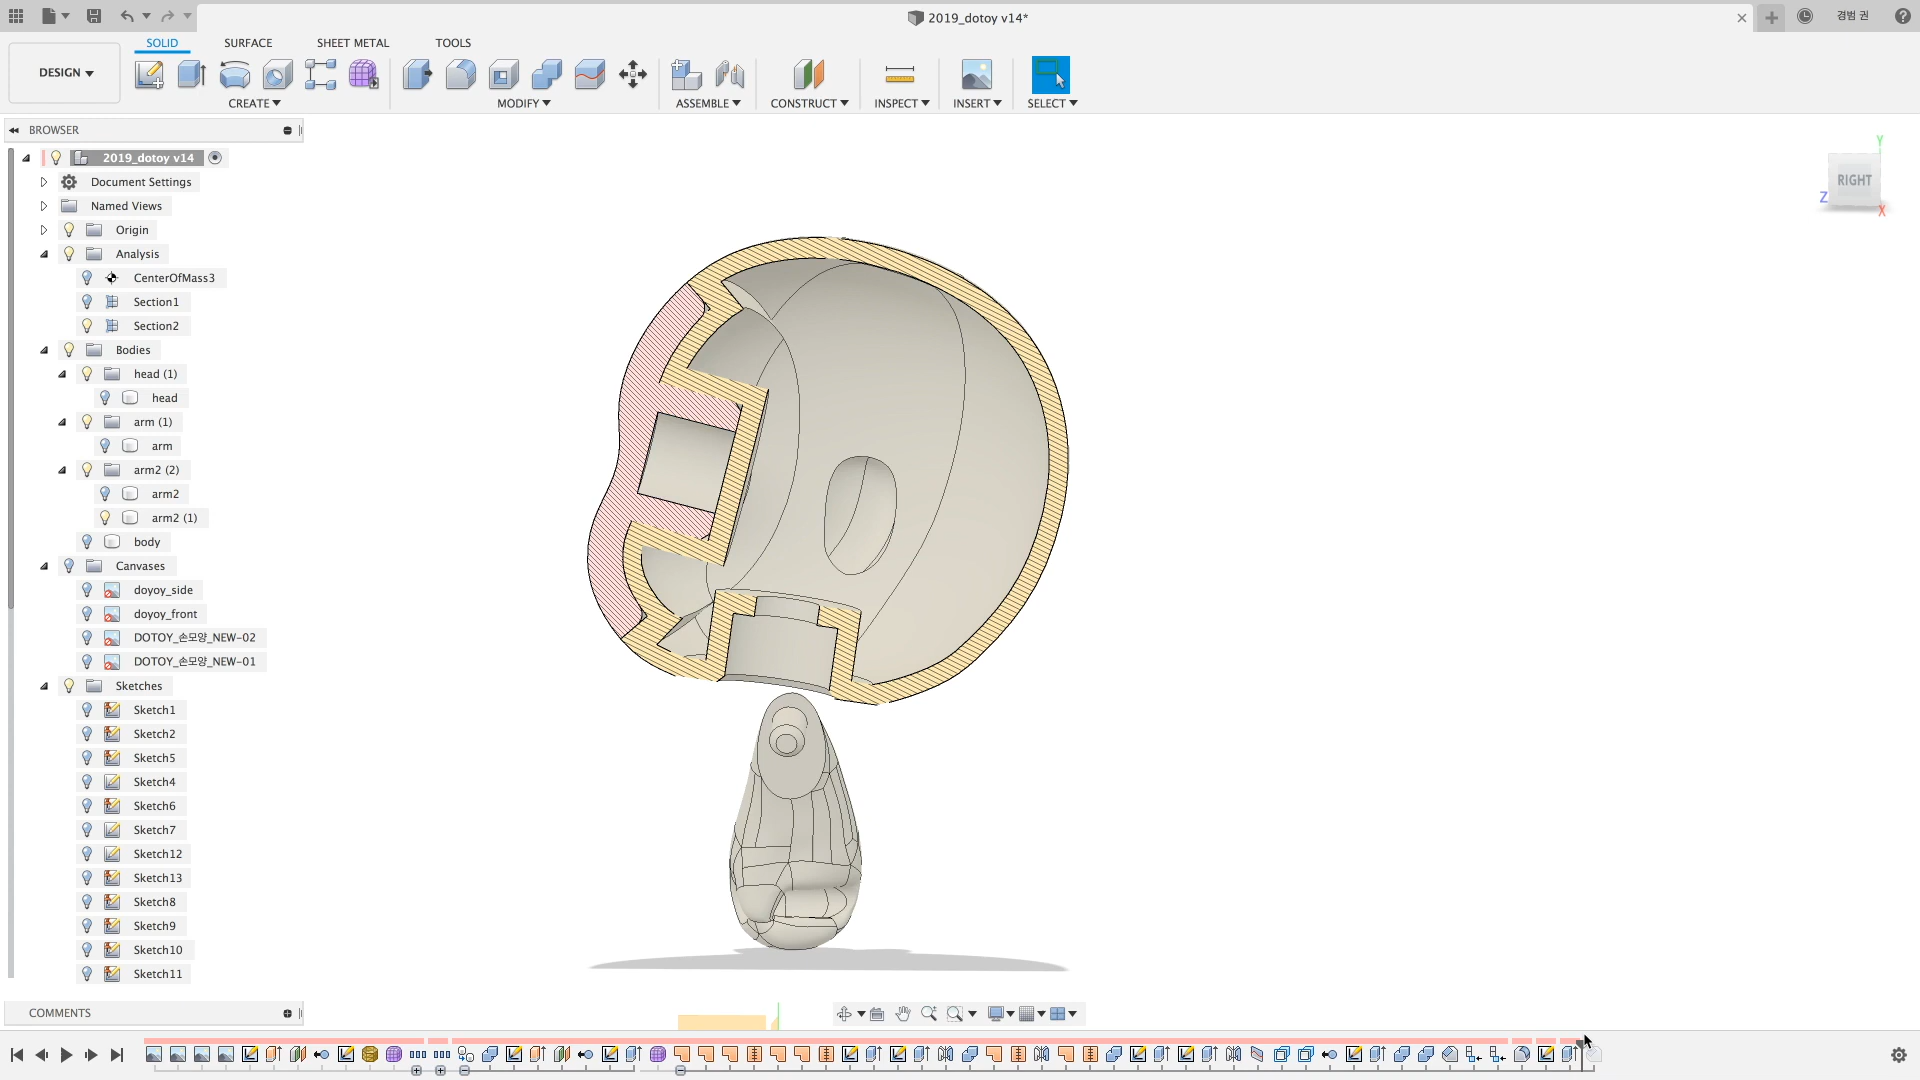 2019_dotoy v14*
경범 권
SOLID
SURFACE
SHEET METAL
TOOLS
DESIGN
CREATE
MODIFY
ASSEMBLE
CONSTRUCT
INSPECT
INSERT
SELECT
BROWSER
2019_dotoy v14
Document Settings
Named Views
Origin
Analysis
CenterOfMass3
Section1
Section2
Bodies
head (1)
head
arm (1)
arm
arm2 (2)
arm2
arm2 (1)
body
Canvases
doyoy_side
doyoy_front
DOTOY_손모양_NEW-02
DOTOY_손모양_NEW-01
Sketches
Sketch1
Sketch2
Sketch5
Sketch4
Sketch6
Sketch7
Sketch12
Sketch13
Sketch8
Sketch9
Sketch10
Sketch11
Y
RIGHT
Z
X
COMMENTS